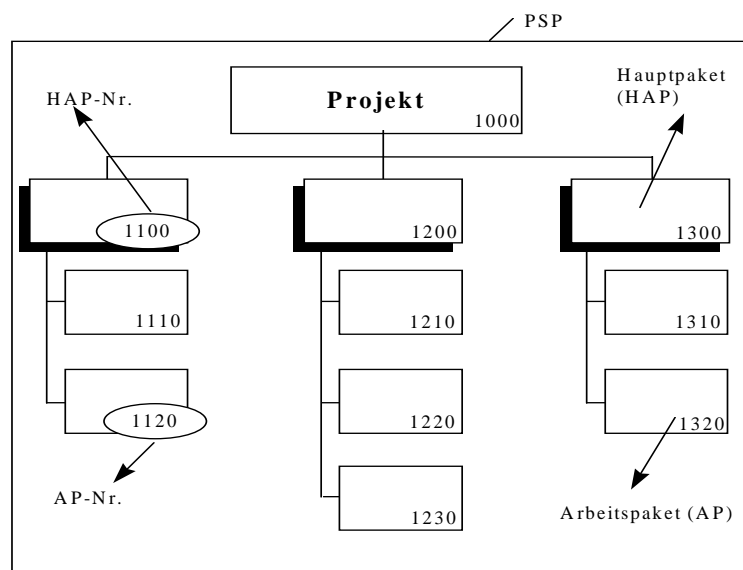 PSP
HAP-Nr.
Projekt
1000
Hauptpaket
(HAP)
1100
1200
1300
1110
1210
1310
1120
1220
1320
AP-Nr.
1230
Arbeitspaket (AP)